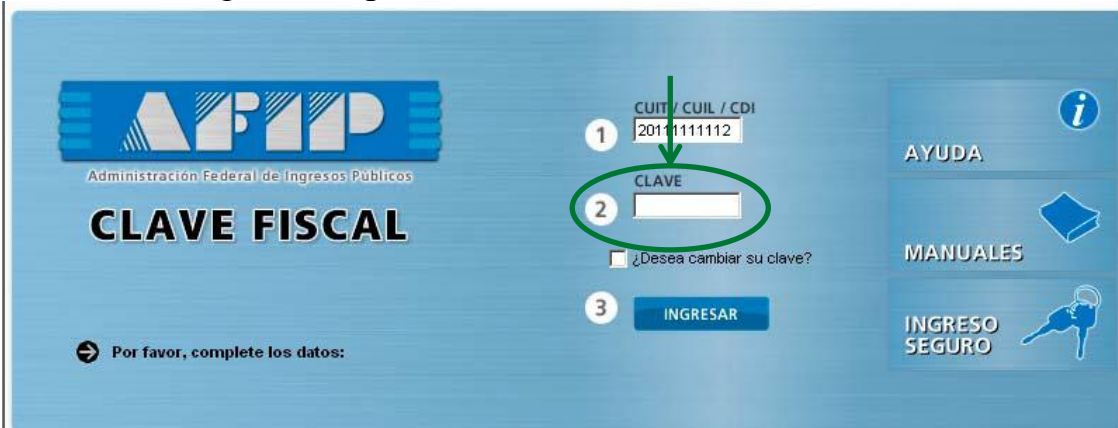 AFIP
Administración Federal de Ingresos Públicos
CLAVE FISCAL
Por favor, complete los datos:
CUIT / CUIL / CDI
1 20111111112
CLAVE
2
¿Desea cambiar su clave?
3 INGRESAR
AYUDA
MANUALES
INGRESO
SEGURO